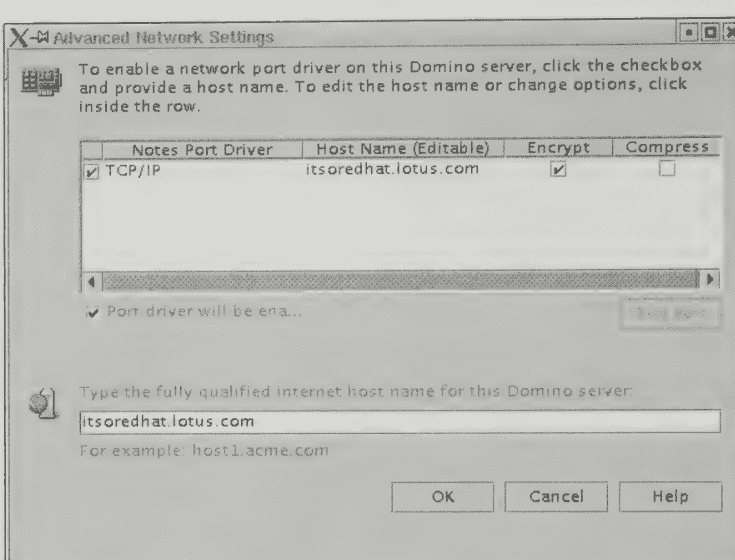 Advanced Network Settings
To enable a network port driver on this Domino server, click the checkbox
and provide a host name. To edit the host name or change options, click
inside the row.
Notes Port Driver Host Name (Editable) Encrypt Compress
TCP/IP itsoredhat.lotus.com
Port driver will be ena...
Type the fully qualified internet host name for this Domino server:
itsoredhat.lotus.com
For example: host1.acme.com
OK Cancel Help